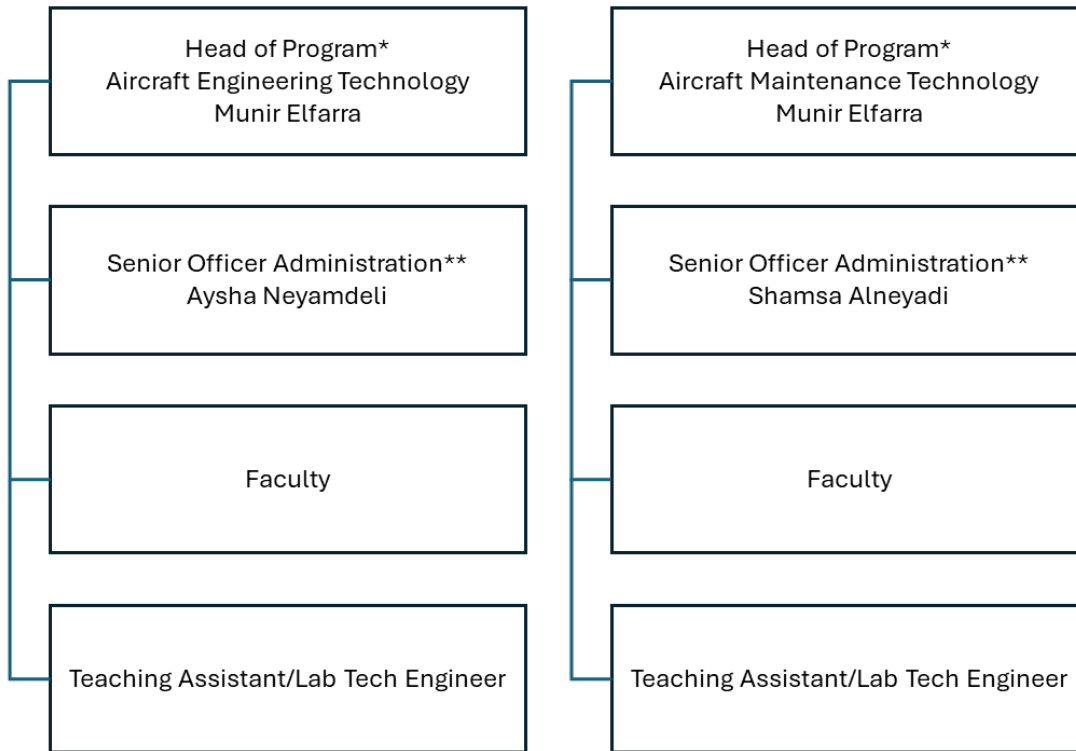 Head of Program*
Aircraft Engineering Technology
Munir Elfarra
Senior Officer Administration**
Aysha Neyamdeli
Faculty
Teaching Assistant/Lab Tech Engineer
Head of Program*
Aircraft Maintenance Technology
Munir Elfarra
Senior Officer Administration**
Shamsa Alneyadi
Faculty
Teaching Assistant/Lab Tech Engineer